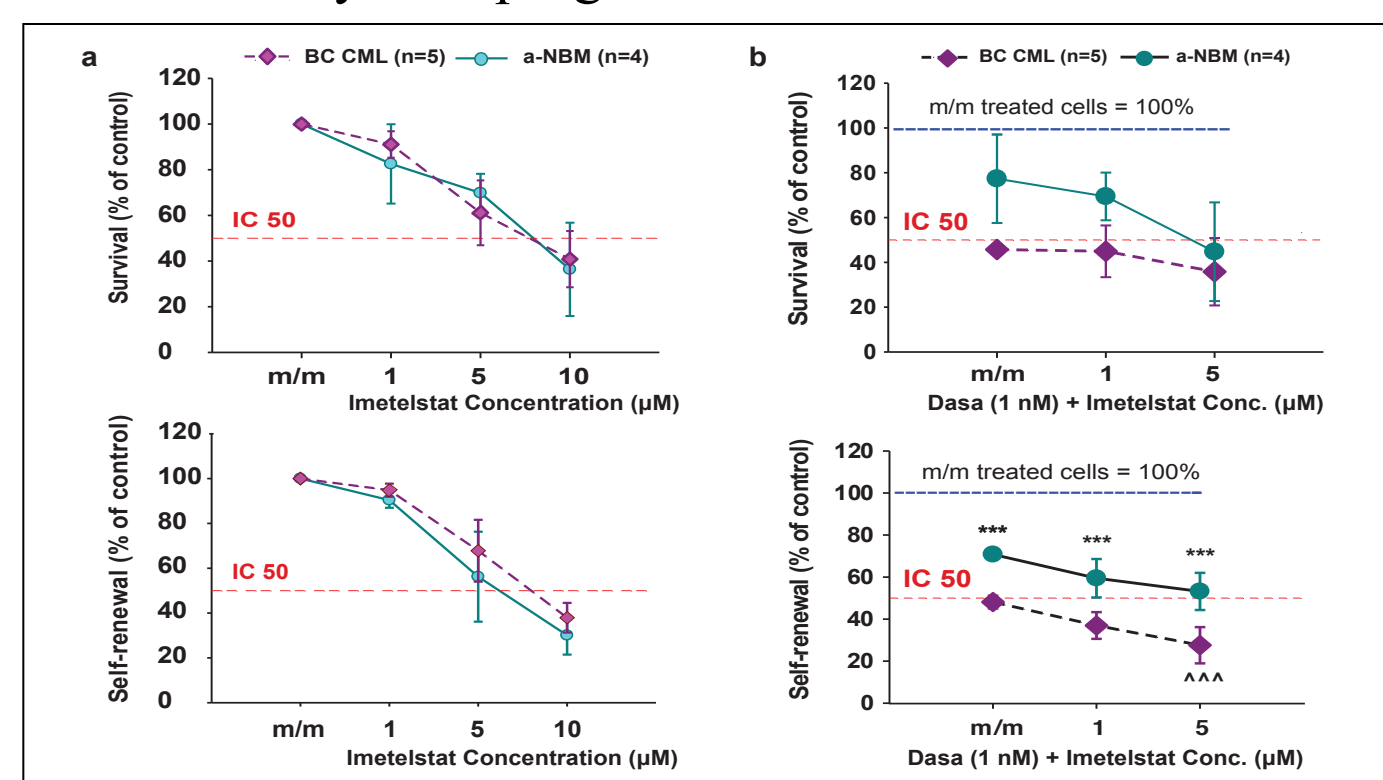 a
BC CML (n=5)
a-NBM (n=4)
120
100
80
60
40
20
0
Survival (% of control)
IC 50
m/m
1
5
10
Imetelstat Concentration (µM)
120
100
80
60
40
20
0
Self-renewal (% of control)
IC 50
m/m
1
5
10
Imetelstat Concentration (µM)
b
BC CML (n=5)
a-NBM (n=4)
120
100
80
60
40
20
0
Survival (% of control)
m/m treated cells = 100%
IC 50
m/m
1
5
Dasa (1 nM) + Imetelstat Conc. (µM)
120
100
80
60
40
20
0
Self-renewal (% of control)
m/m treated cells = 100%
***
***
***
IC 50
^^^
m/m
1
5
Dasa (1 nM) + Imetelstat Conc. (µM)